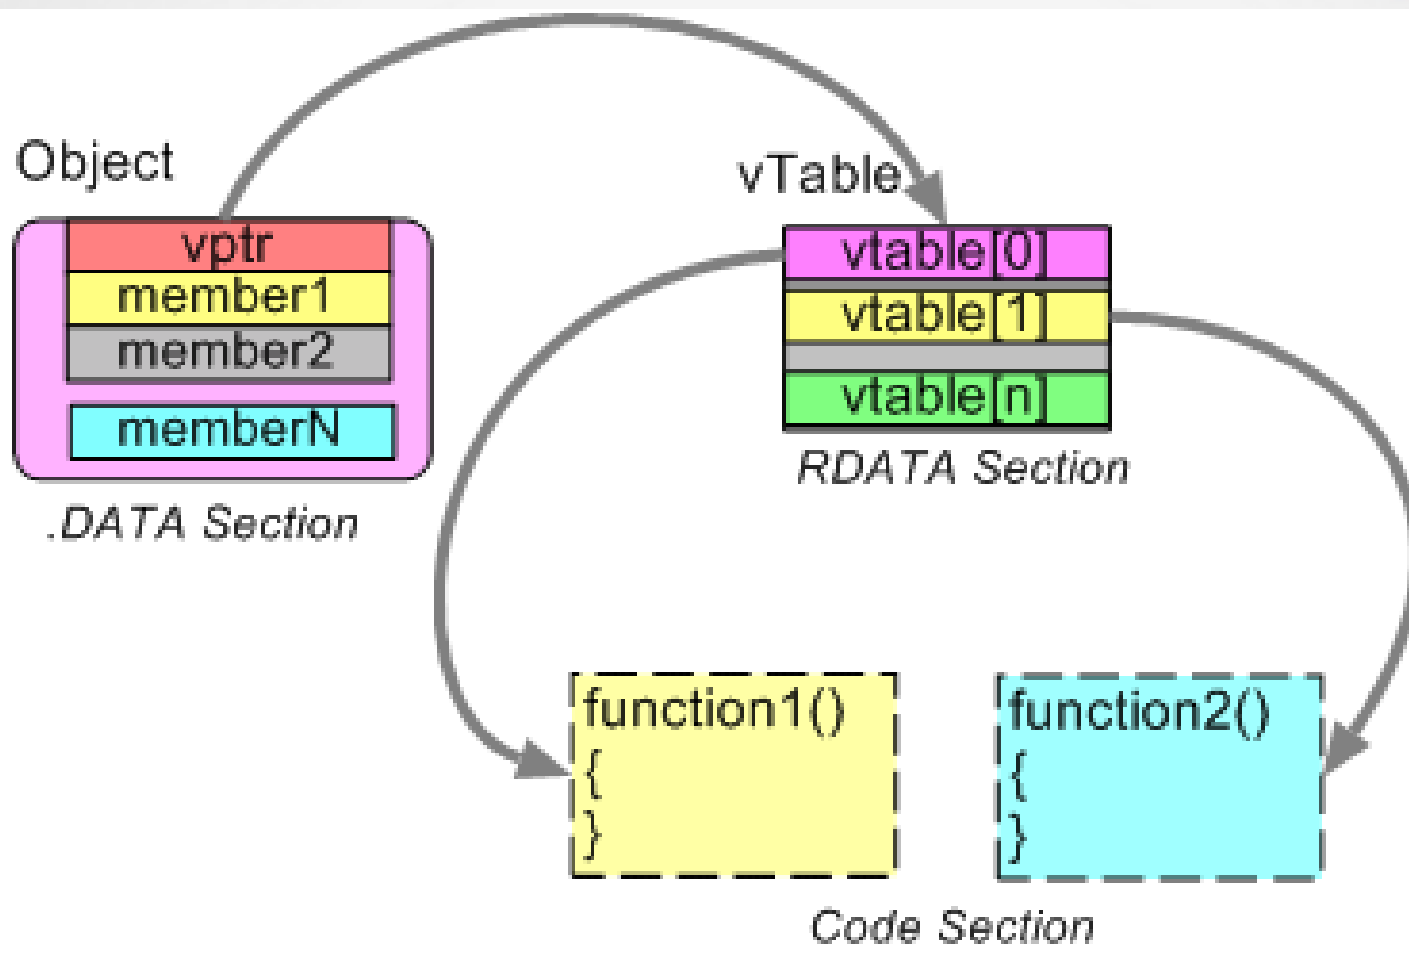 Object
vptr
member1
member2
memberN
.DATA Section
vTable
vtable[0]
vtable[1]
vtable[n]
RDATA Section
function1()
{
}
function2()
{
}
Code Section